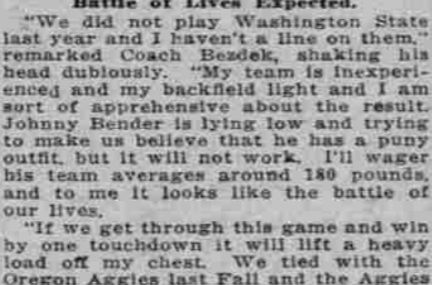 Battle of Lives Expected.
"We did not play Washington State
last year and I haven't a line on them,"
remarked Coach Bezdek, shaking his
head dubiously. "My team is inexperi-
enced and my backfield light and I am
sort of apprehensive about the result.
Johnny Bender is lying low and trying
to make us believe that he has a puny
outfit, but it will not work. I'll wager
his team averages around 180 pounds,
and to me it looks like the battle of
our lives.
"If we get through this game and win
by one touchdown it will lift a heavy
load off my chest. We tied with the
Oregon Aggies last Fall and the Aggies